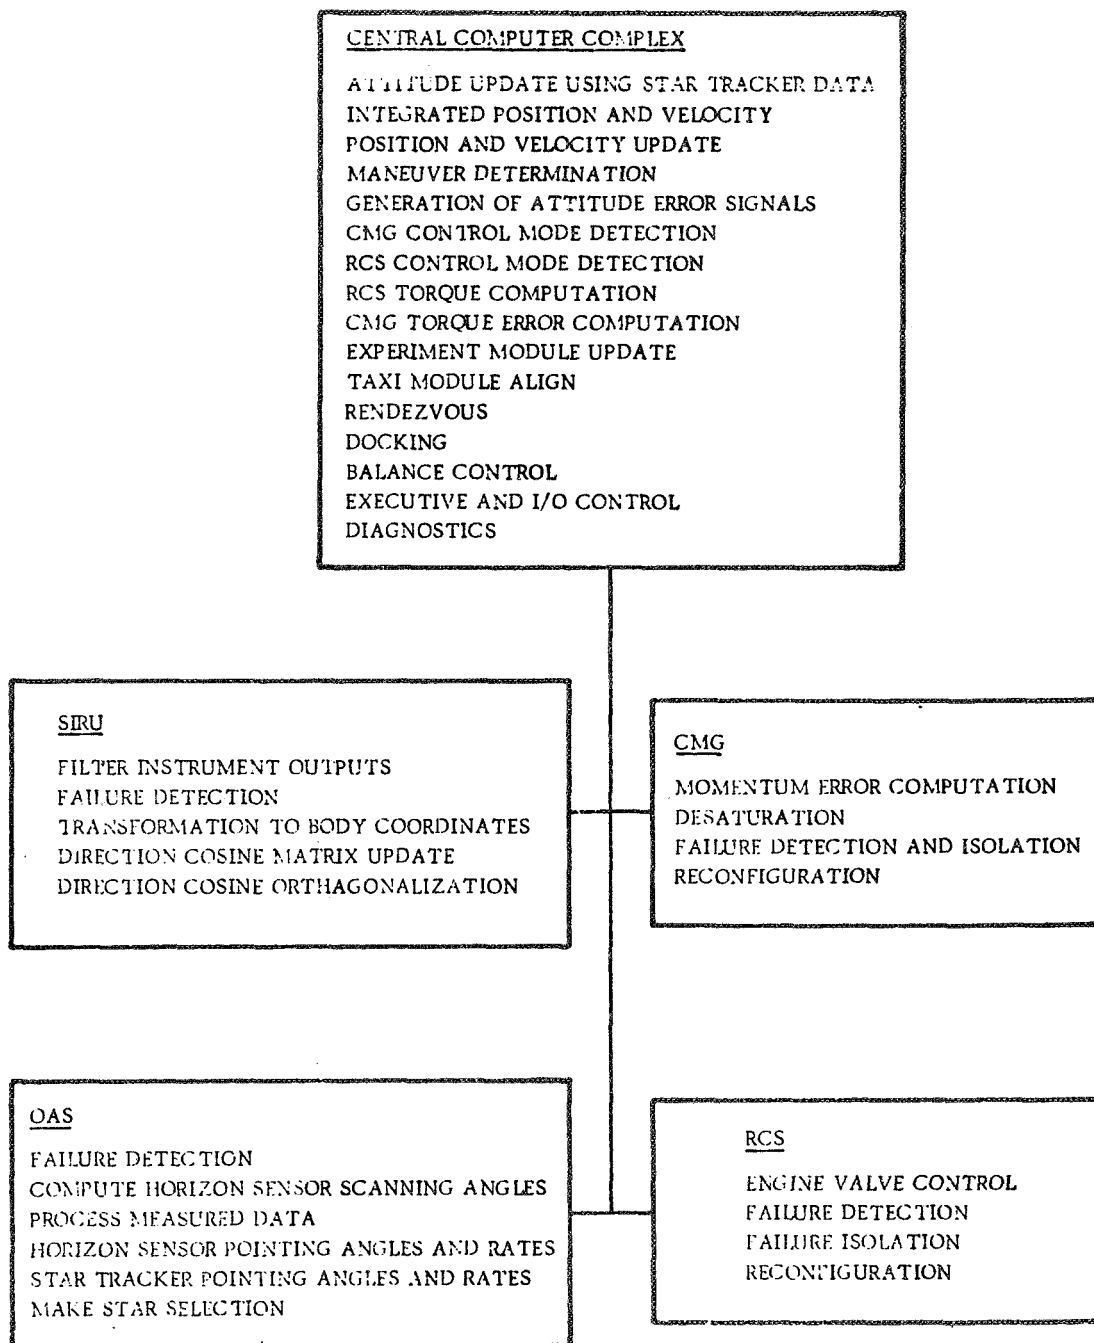 CENTRAL COMPUTER COMPLEX
ATTITUDE UPDATE USING STAR TRACKER DATA
INTEGRATED POSITION AND VELOCITY
POSITION AND VELOCITY UPDATE
MANEUVER DETERMINATION
GENERATION OF ATTITUDE ERROR SIGNALS
CMG CONTROL MODE DETECTION
RCS CONTROL MODE DETECTION
RCS TORQUE COMPUTATION
CMG TORQUE ERROR COMPUTATION
EXPERIMENT MODULE UPDATE
TAXI MODULE ALIGN
RENDEZVOUS
DOCKING
BALANCE CONTROL
EXECUTIVE AND I/O CONTROL
DIAGNOSTICS
SIRU
FILTER INSTRUMENT OUTPUTS
FAILURE DETECTION
TRANSFORMATION TO BODY COORDINATES
DIRECTION COSINE MATRIX UPDATE
DIRECTION COSINE ORTHAGONALIZATION
CMG
MOMENTUM ERROR COMPUTATION
DESATURATION
FAILURE DETECTION AND ISOLATION
RECONFIGURATION
OAS
FAILURE DETECTION
COMPUTE HORIZON SENSOR SCANNING ANGLES
PROCESS MEASURED DATA
HORIZON SENSOR POINTING ANGLES AND RATES
STAR TRACKER POINTING ANGLES AND RATES
MAKE STAR SELECTION
RCS
ENGINE VALVE CONTROL
FAILURE DETECTION
FAILURE ISOLATION
RECONFIGURATION